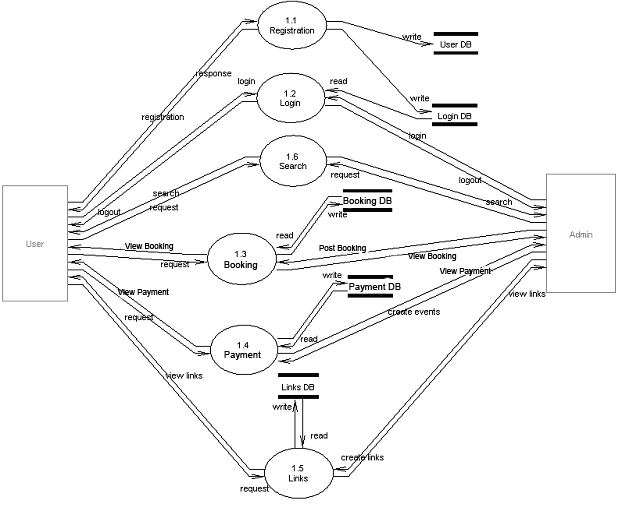 1.1
Registration
write
User DB
response
login
read
1.2
Login
write
Login DB
registration
login
1.6
Search
request
search
request
logout
logout
search
Booking DB
read
write
View Booking
Post Booking
View Booking
User
Admin
1.3
Booking
request
View Payment
write
Payment DB
View Payment
view links
request
create events
1.4
Payment
read
view links
Links DB
write
read
create links
1.5
Links
request